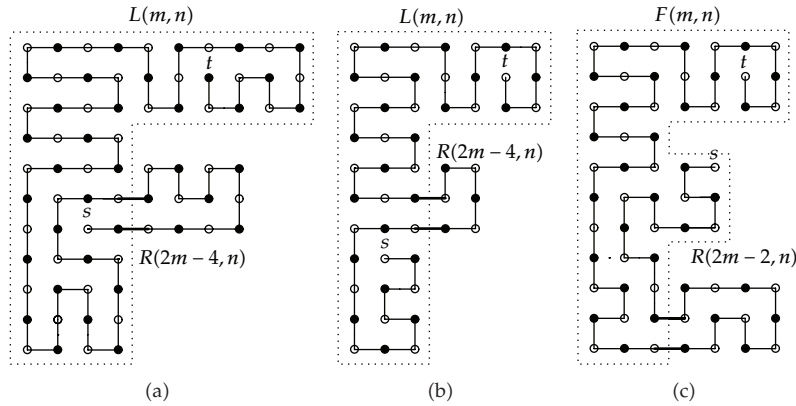 L(m, n)
L(m, n)
F(m, n)
t
t
t
R(2m − 4, n)
s
s
R(2m − 4, n)
s
R(2m − 2, n)
(a)
(b)
(c)